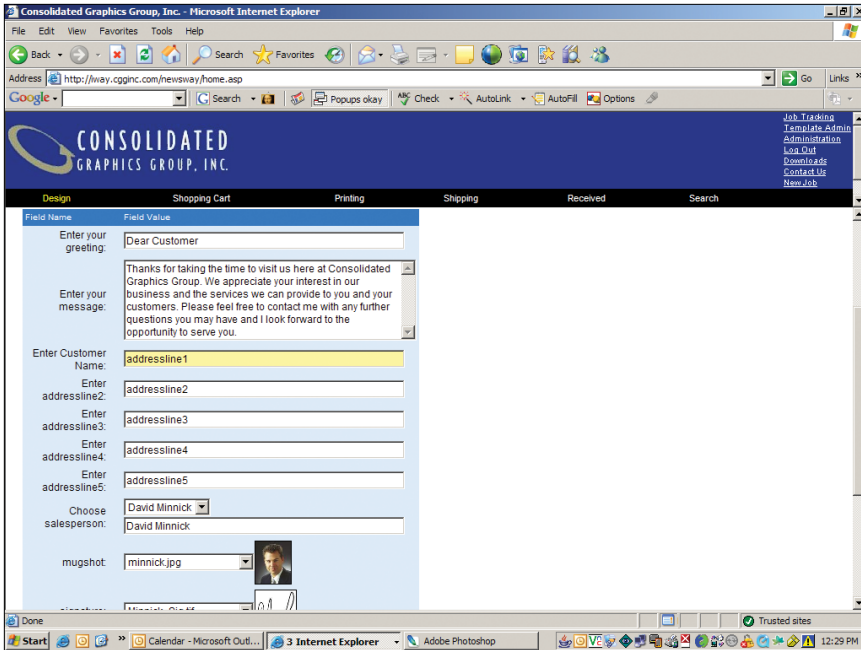 Consolidated Graphics Group, Inc. - Microsoft Internet Explorer
File Edit View Favorites Tools Help
Back Search Favorites
Address http://iway.cgginc.com/newsway/home.asp Go Links »
Google Search Popups okay ABC Check AutoLink AutoFill Options
CONSOLIDATED
GRAPHICS GROUP, INC.
Job Tracking
Template Admin
Administration
Log Out
Downloads
Contact Us
New Job
Design Shopping Cart Printing Shipping Received Search
Field Name Field Value
Enter your
greeting:
Dear Customer
Enter your
message:
Thanks for taking the time to visit us here at Consolidated
Graphics Group. We appreciate your interest in our
business and the services we can provide to you and your
customers. Please feel free to contact me with any further
questions you may have and I look forward to the
opportunity to serve you.
Enter Customer
Name:
addressline1
Enter
addressline2:
addressline2
Enter
addressline3:
addressline3
Enter
addressline4:
addressline4
Enter
addressline5:
addressline5
Choose
salesperson:
David Minnick
David Minnick
mugshot: minnick.jpg
Done Trusted sites
Start » Calendar - Microsoft Outl... 3 Internet Explorer Adobe Photoshop 12:29 PM